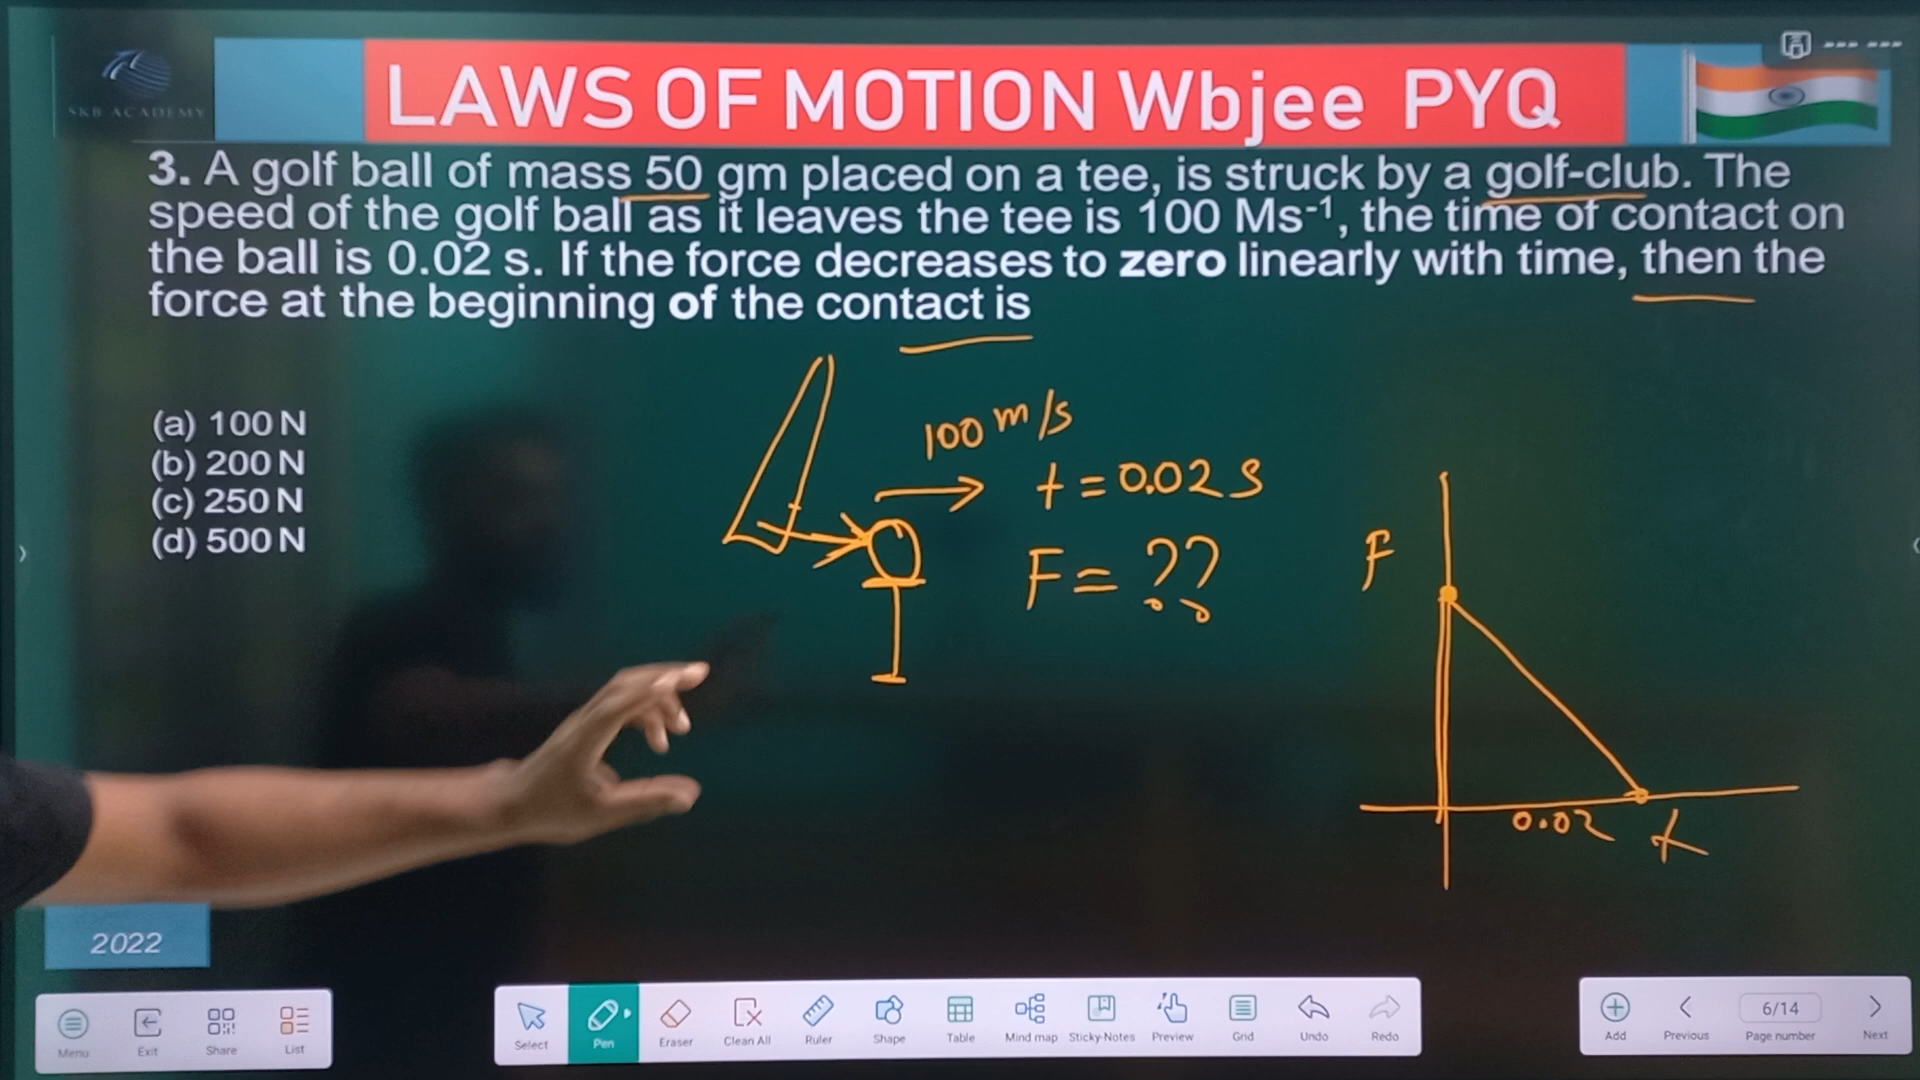 SKB ACADEMY
LAWS OF MOTION Wbjee PYQ
3. A golf ball of mass 50 gm placed on a tee, is struck by a golf-club. The
speed of the golf ball as it leaves the tee is 100 Ms⁻¹, the time of contact on
the ball is 0.02 s. If the force decreases to zero linearly with time, then the
force at the beginning of the contact is
(a) 100 N
(b) 200 N
(c) 250 N
(d) 500 N
100 m/s
t = 0.02 s
F = ??
F
0.02 t
2022
Menu
Exit
Share
List
Select
Pen
Eraser
Clean All
Ruler
Shape
Table
Mind map
Sticky-Notes
Preview
Grid
Undo
Redo
Add
Previous
6/14
Page number
Next